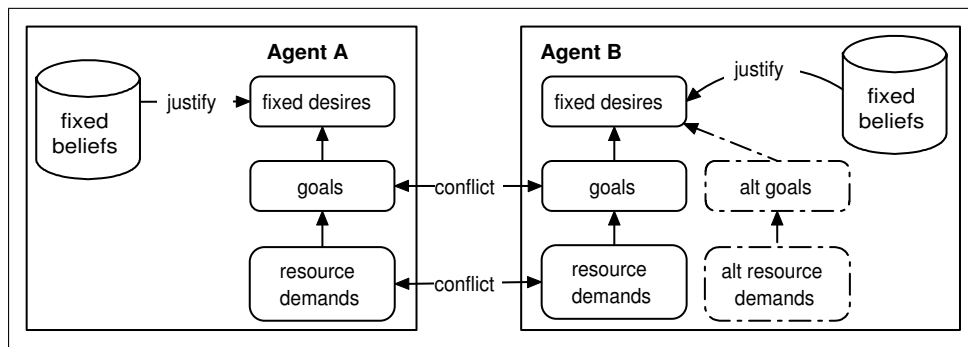 Agent A
fixed
beliefs
justify
fixed desires
goals
resource
demands
conflict
conflict
Agent B
fixed desires
justify
fixed
beliefs
goals
alt goals
resource
demands
alt resource
demands